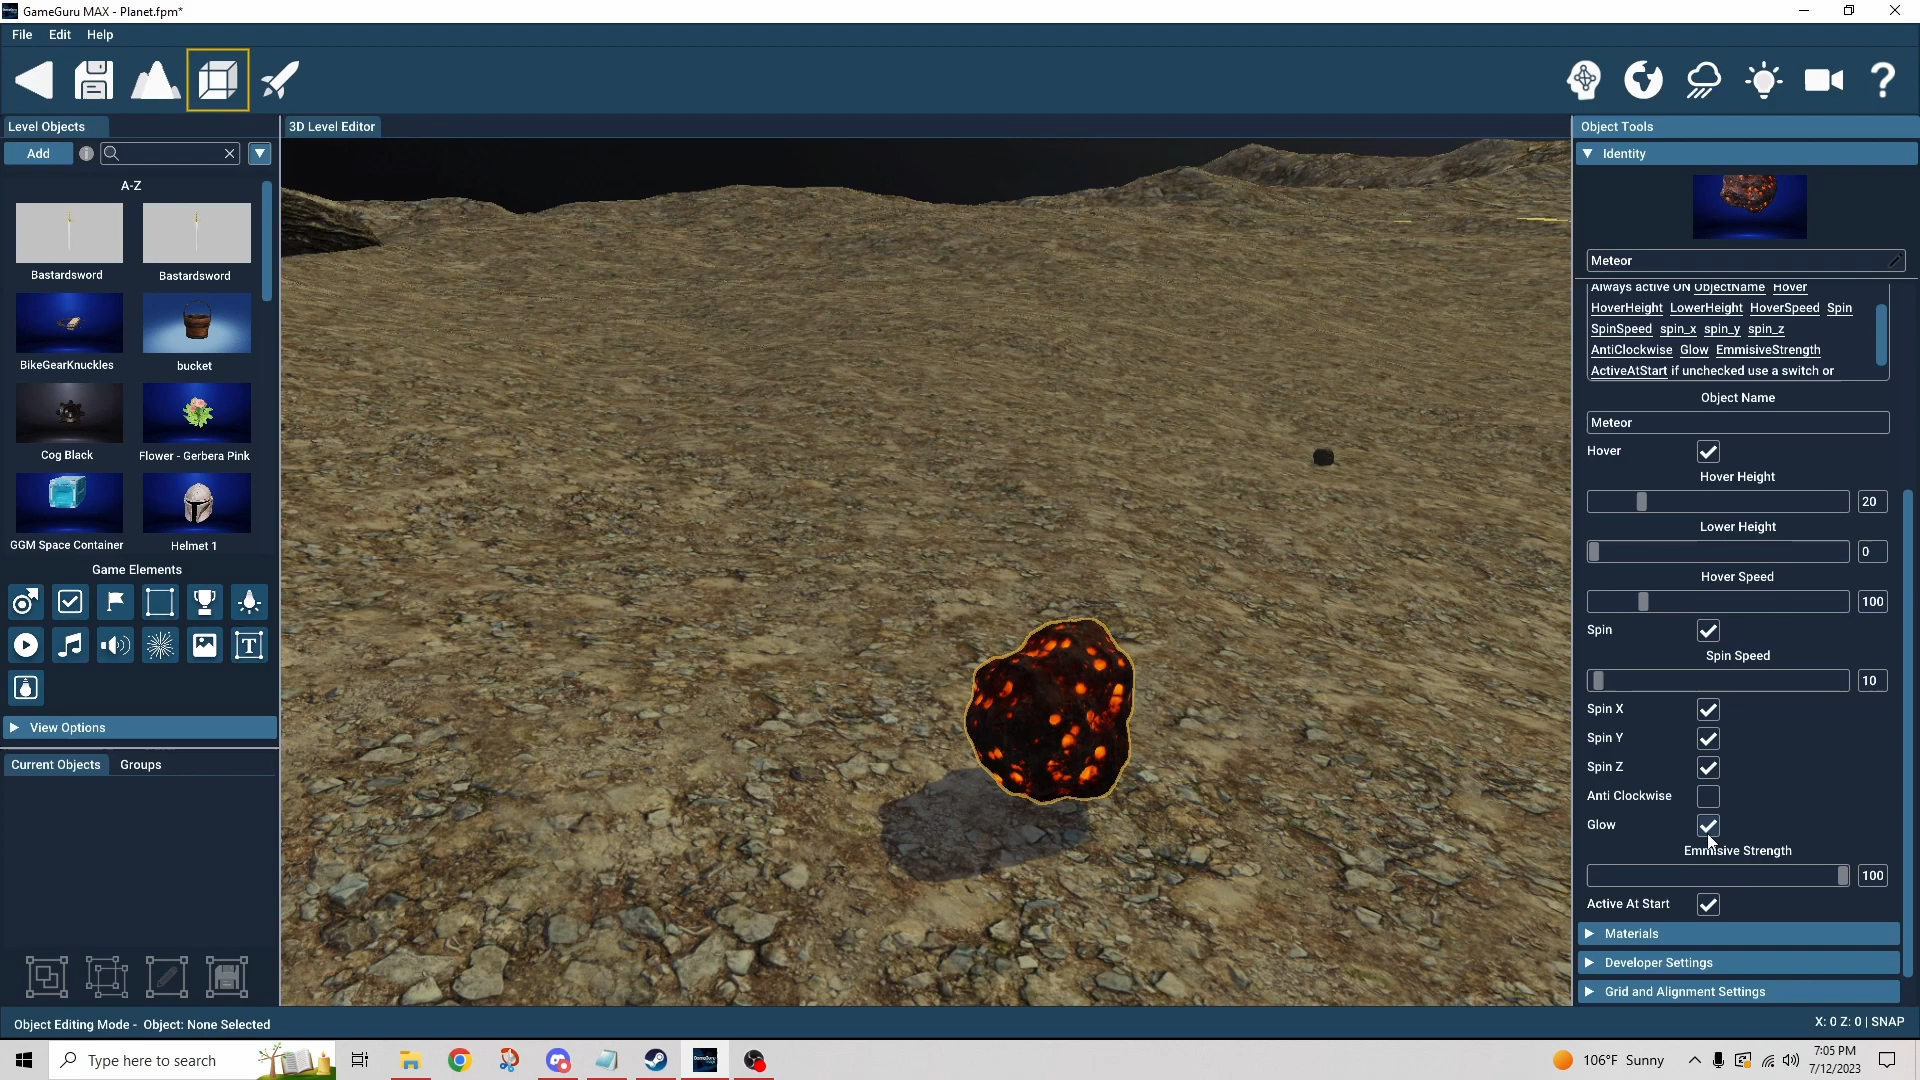 GameGuru MAX - Planet.fpm*
File Edit Help
Level Objects
3D Level Editor
Object Tools
Add
Identity
A-Z
Bastardsword
Bastardsword
BikeGearKnuckles
bucket
Cog Black
Flower - Gerbera Pink
GGM Space Container
Helmet 1
Game Elements
View Options
Current Objects Groups
Meteor
Always active ON ObjectName Hover
HoverHeight LowerHeight HoverSpeed Spin
SpinSpeed spin_x spin_y spin_z
AntiClockwise Glow EmmisiveStrength
ActiveAtStart if unchecked use a switch or
Object Name
Meteor
Hover
Hover Height
20
Lower Height
0
Hover Speed
100
Spin
Spin Speed
10
Spin X
Spin Y
Spin Z
Anti Clockwise
Glow
Emmisive Strength
100
Active At Start
Materials
Developer Settings
Grid and Alignment Settings
Object Editing Mode - Object: None Selected
X: 0 Z: 0 | SNAP
Type here to search
106°F Sunny
7:05 PM
7/12/2023